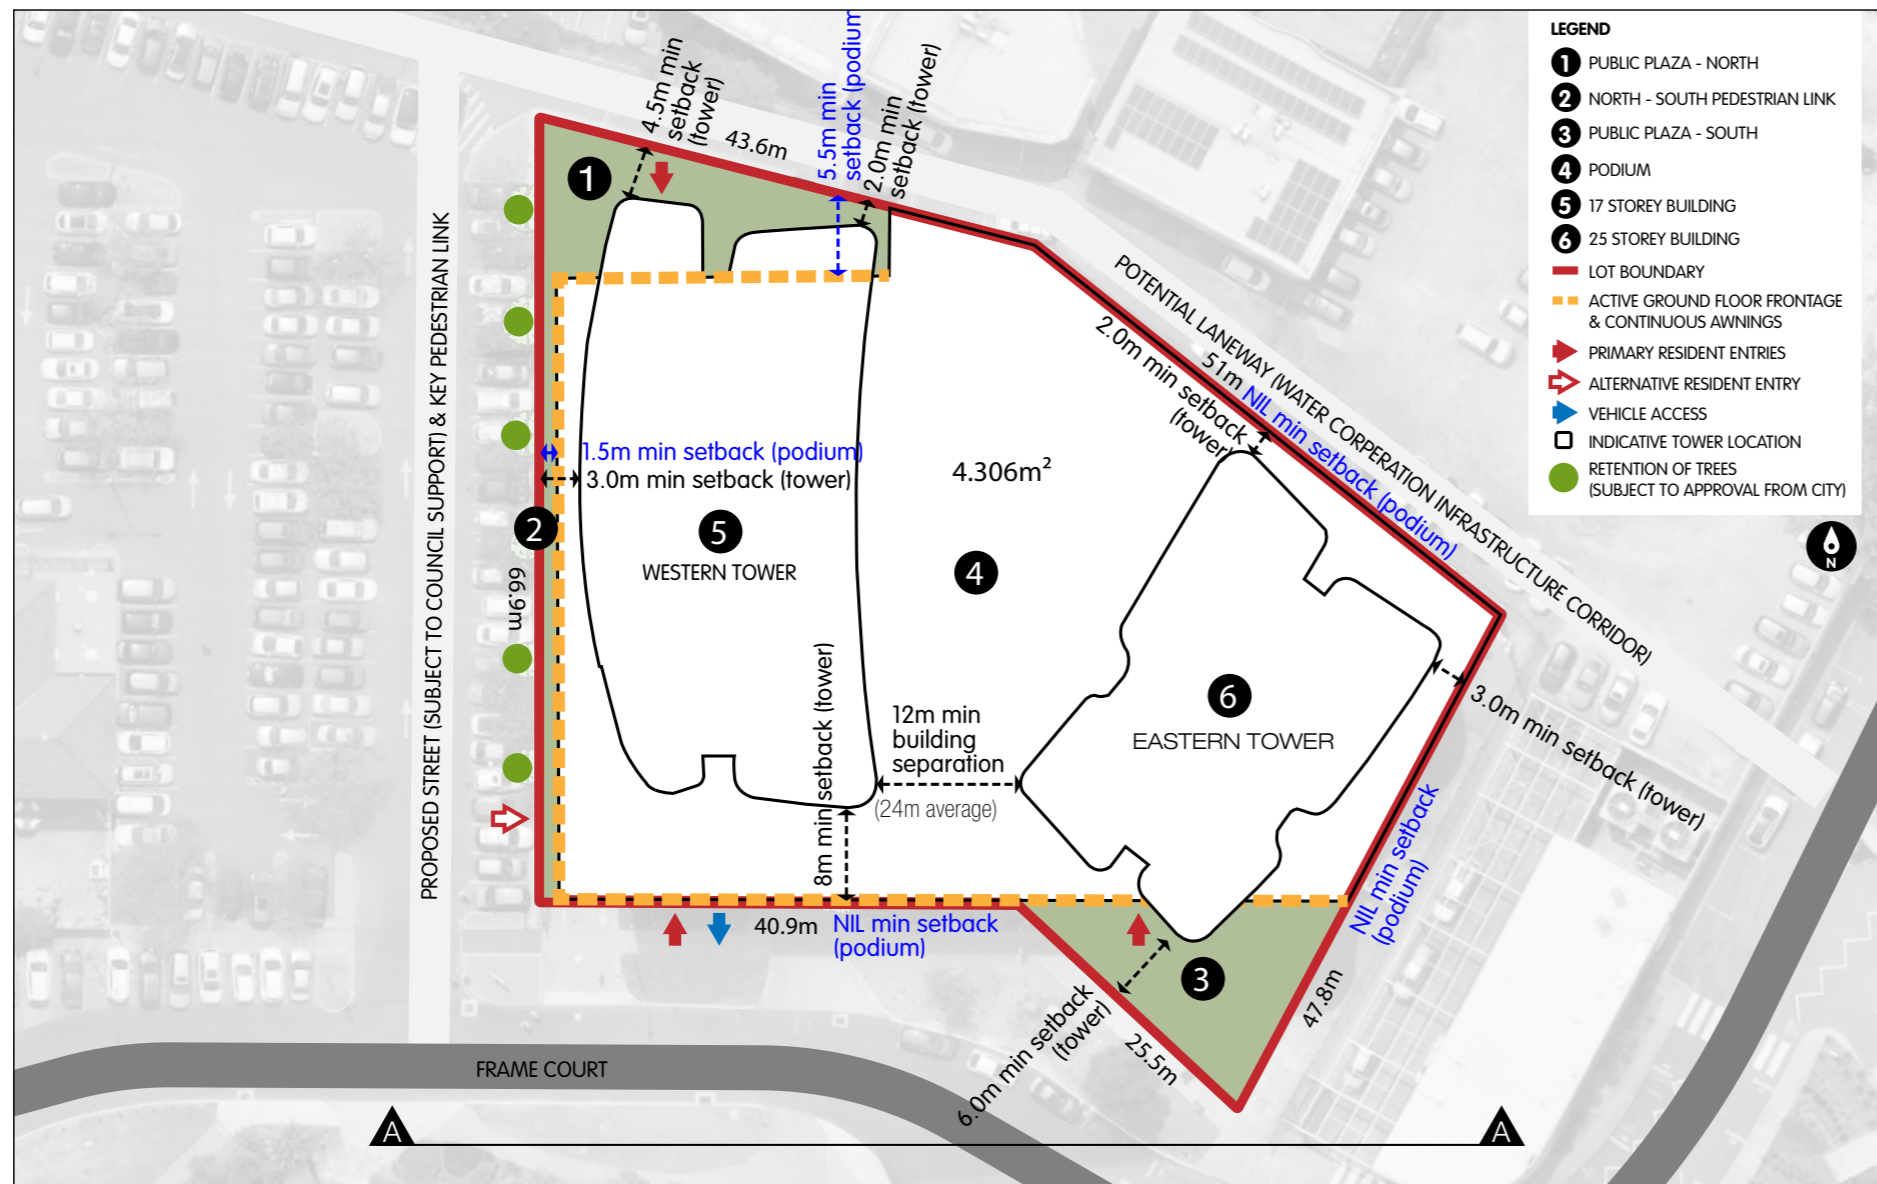 LEGEND
1 PUBLIC PLAZA - NORTH
2 NORTH - SOUTH PEDESTRIAN LINK
3 PUBLIC PLAZA - SOUTH
4 PODIUM
5 17 STOREY BUILDING
6 25 STOREY BUILDING
LOT BOUNDARY
ACTIVE GROUND FLOOR FRONTAGE
& CONTINUOUS AWNINGS
PRIMARY RESIDENT ENTRIES
ALTERNATIVE RESIDENT ENTRY
VEHICLE ACCESS
INDICATIVE TOWER LOCATION
RETENTION OF TREES
(SUBJECT TO APPROVAL FROM CITY)
N
4.5m min
setback
(tower)
43.6m
5.5m min
setback (podium)
2.0m min
setback (tower)
1
POTENTIAL LANEWAY (WATER CORPERATION INFRASTRUCTURE CORRIDOR)
2.0m min setback
(tower)
51m
NIL min setback (podium)
PROPOSED STREET (SUBJECT TO COUNCIL SUPPORT) & KEY PEDESTRIAN LINK
1.5m min setback (podium)
3.0m min setback (tower)
4.306m²
2
5
WESTERN TOWER
4
66.9m
8m min setback (tower)
12m min
building
separation
(24m average)
6
EASTERN TOWER
3.0m min setback (tower)
NIL min setback
(podium)
40.9m
NIL min setback
(podium)
3
47.8m
6.0m min setback
(tower)
25.5m
FRAME COURT
A
A